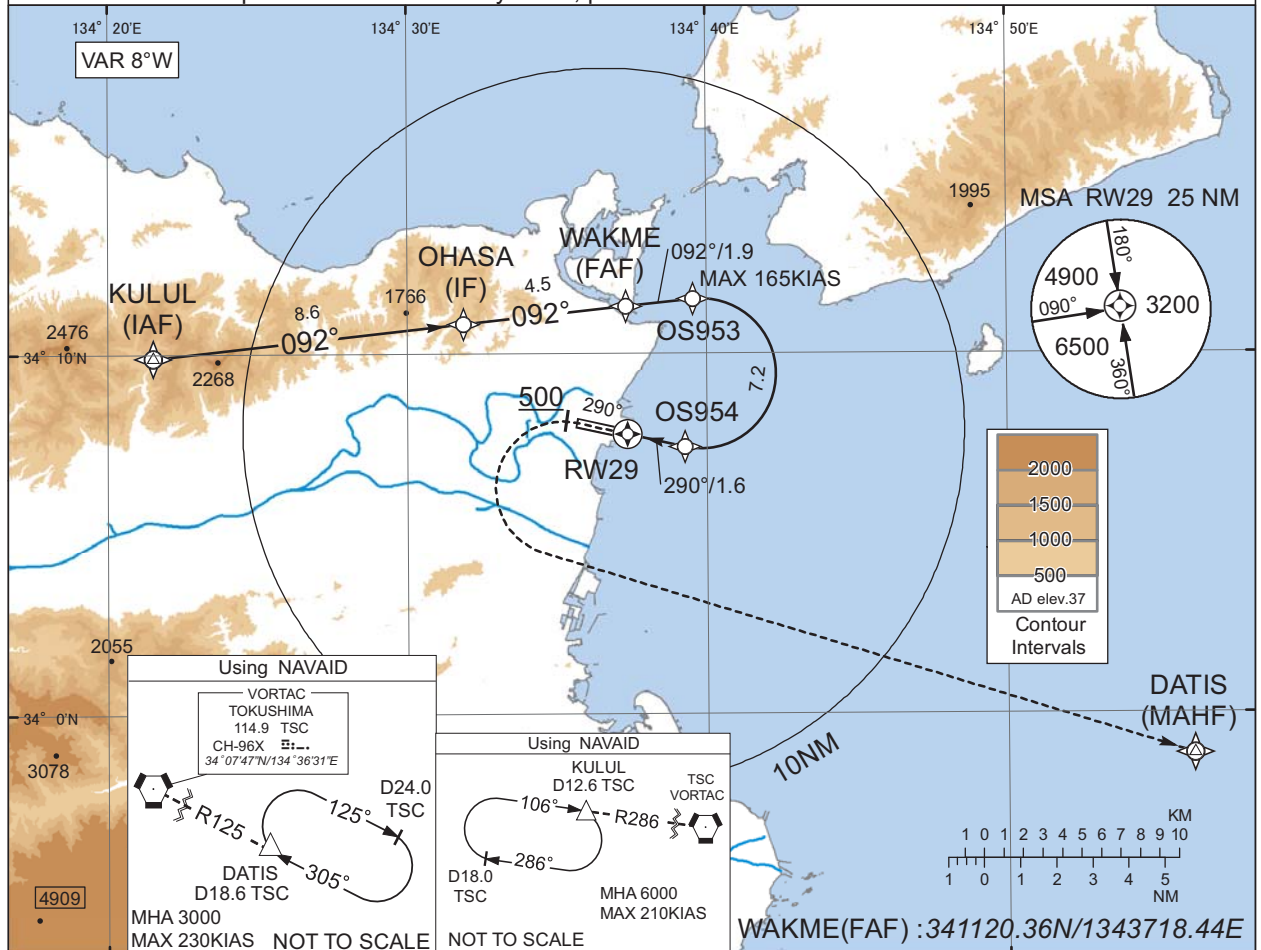 134° 20'E
134° 30'E
134° 40'E
134° 50'E
VAR 8°W
1995
MSA RW29 25 NM
180°
4900
3200
090°
6500
360°
WAKME
(FAF)
092°/1.9
MAX 165KIAS
OHASA
(IF)
4.5
092°
OS953
KULUL
(IAF)
8.6
1766
092°
2476
34° 10'N
2268
7.2
500
290°
OS954
RW29
290°/1.6
2000
1500
1000
500
AD elev.37
Contour
Intervals
2055
DATIS
(MAHF)
34° 0'N
3078
10NM
4909
Using NAVAID
VORTAC
TOKUSHIMA
114.9 TSC
CH-96X
34°07'47"N/134°36'31"E
D24.0
TSC
125°
R125
DATIS
D18.6 TSC
305°
MHA 3000
MAX 230KIAS
NOT TO SCALE
Using NAVAID
KULUL
D12.6 TSC
TSC
VORTAC
106°
R286
286°
D18.0
TSC
MHA 6000
MAX 210KIAS
NOT TO SCALE
KM
1 0 1 2 3 4 5 6 7 8 9 10
1 0 1 2 3 4 5
NM
WAKME(FAF) :341120.36N/1343718.44E